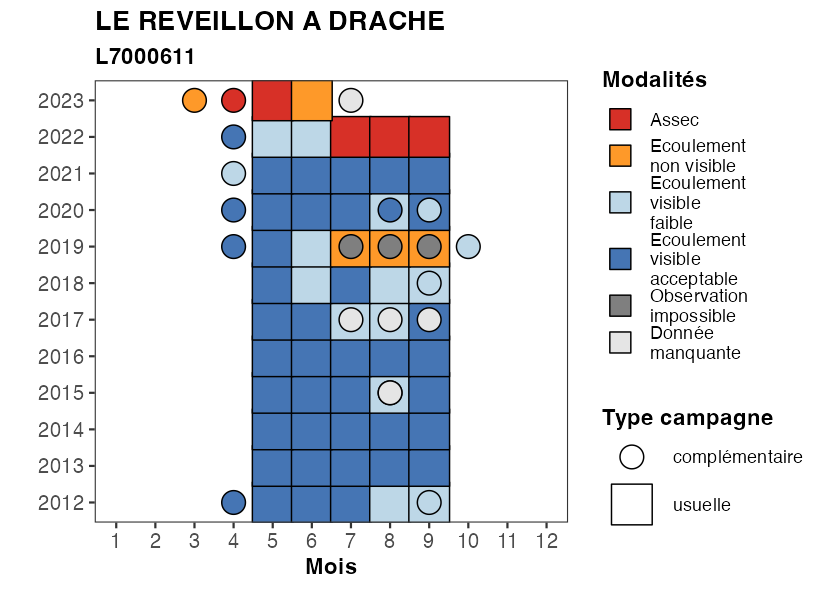 LE REVEILLON A DRACHE
L7000611
2023
2022
2021
2020
2019
2018
2017
2016
2015
2014
2013
2012
1 2 3 4 5 6 7 8 9 10 11 12
Mois
Modalités
Assec
Ecoulement
non visible
Ecoulement
visible
faible
Ecoulement
visible
acceptable
Observation
impossible
Donnée
manquante
Type campagne
complémentaire
usuelle